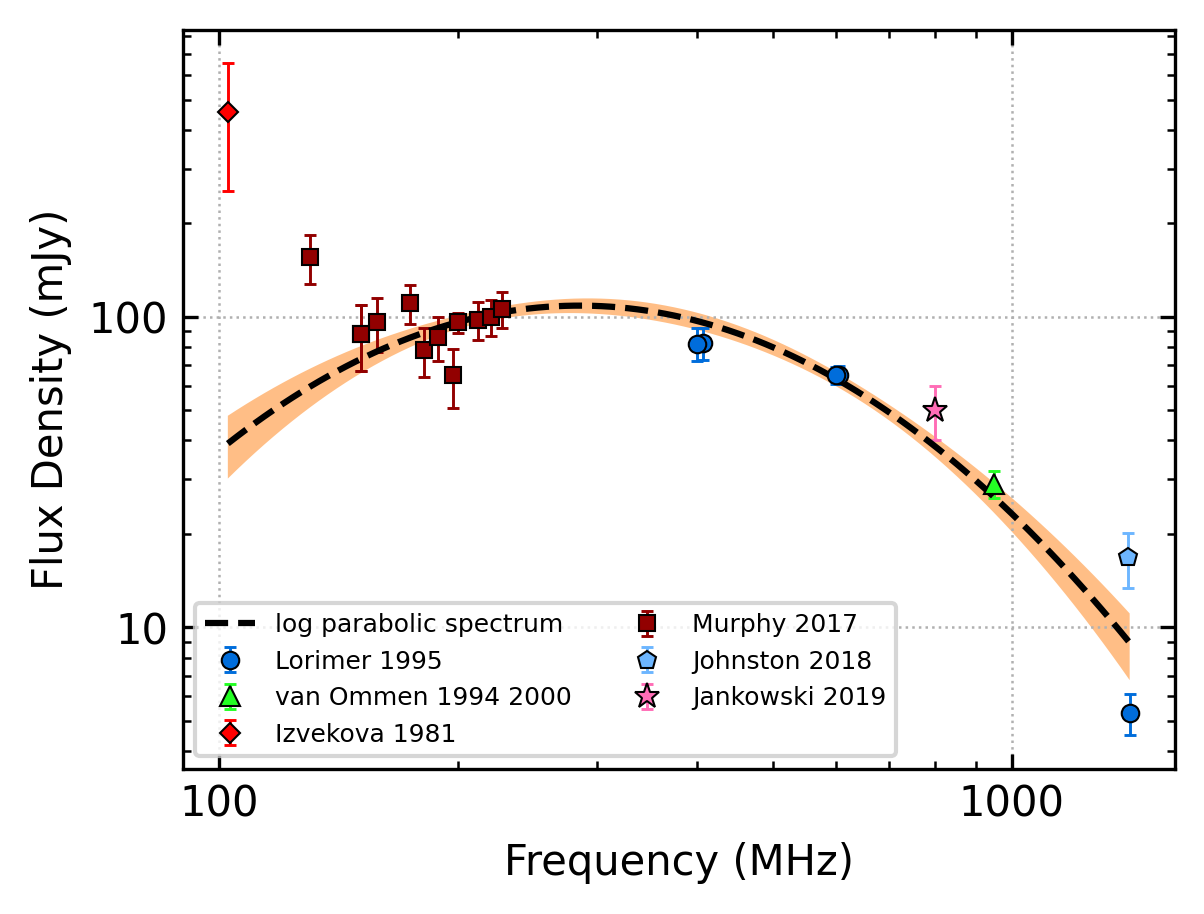 Flux Density (mJy)
100
10
log parabolic spectrum
Lorimer 1995
van Ommen 1994 2000
Izvekova 1981
Murphy 2017
Johnston 2018
Jankowski 2019
100
1000
Frequency (MHz)